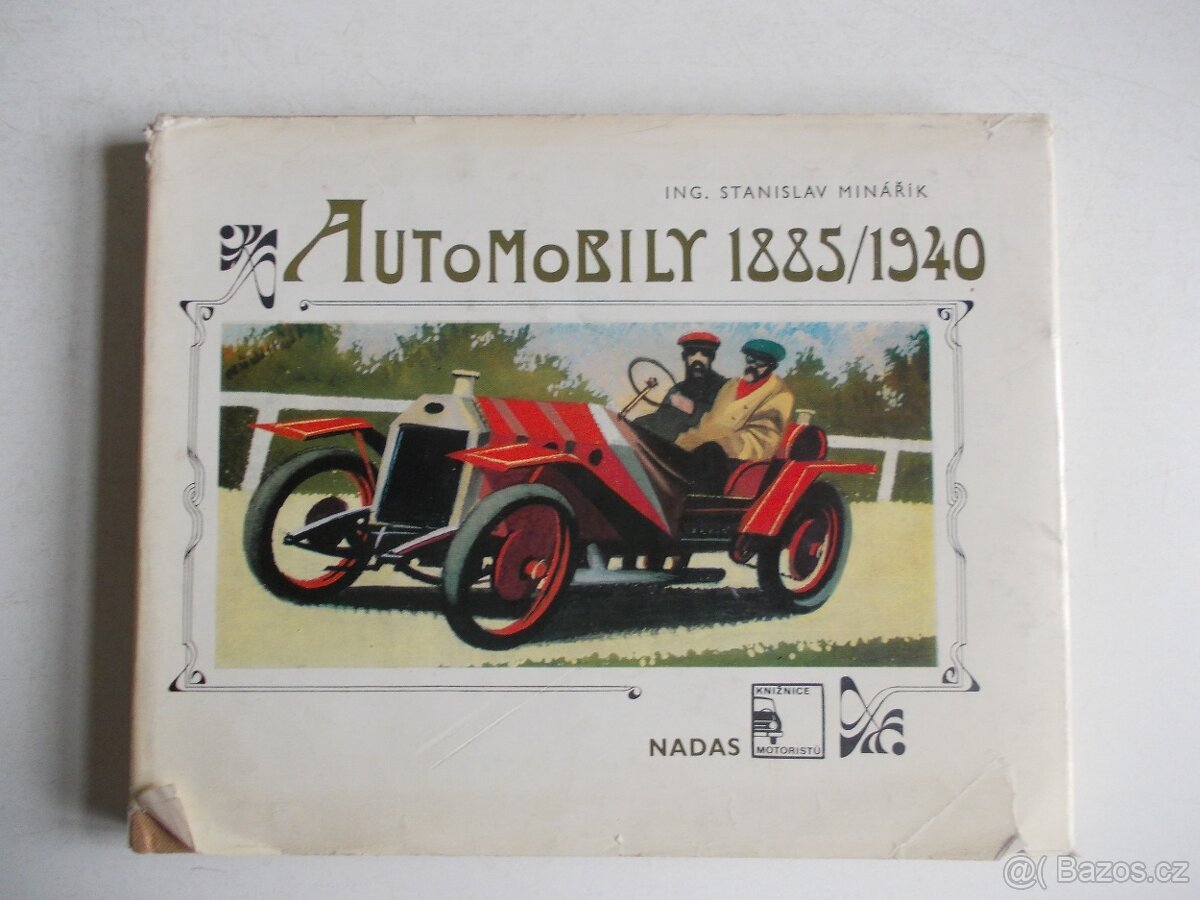 ING. STANISLAV MINÁŘÍK
AUTOMOBILY 1885/1940
NADAS
KNIŽNICE
MOTORISTŮ
@( Bazos.cz